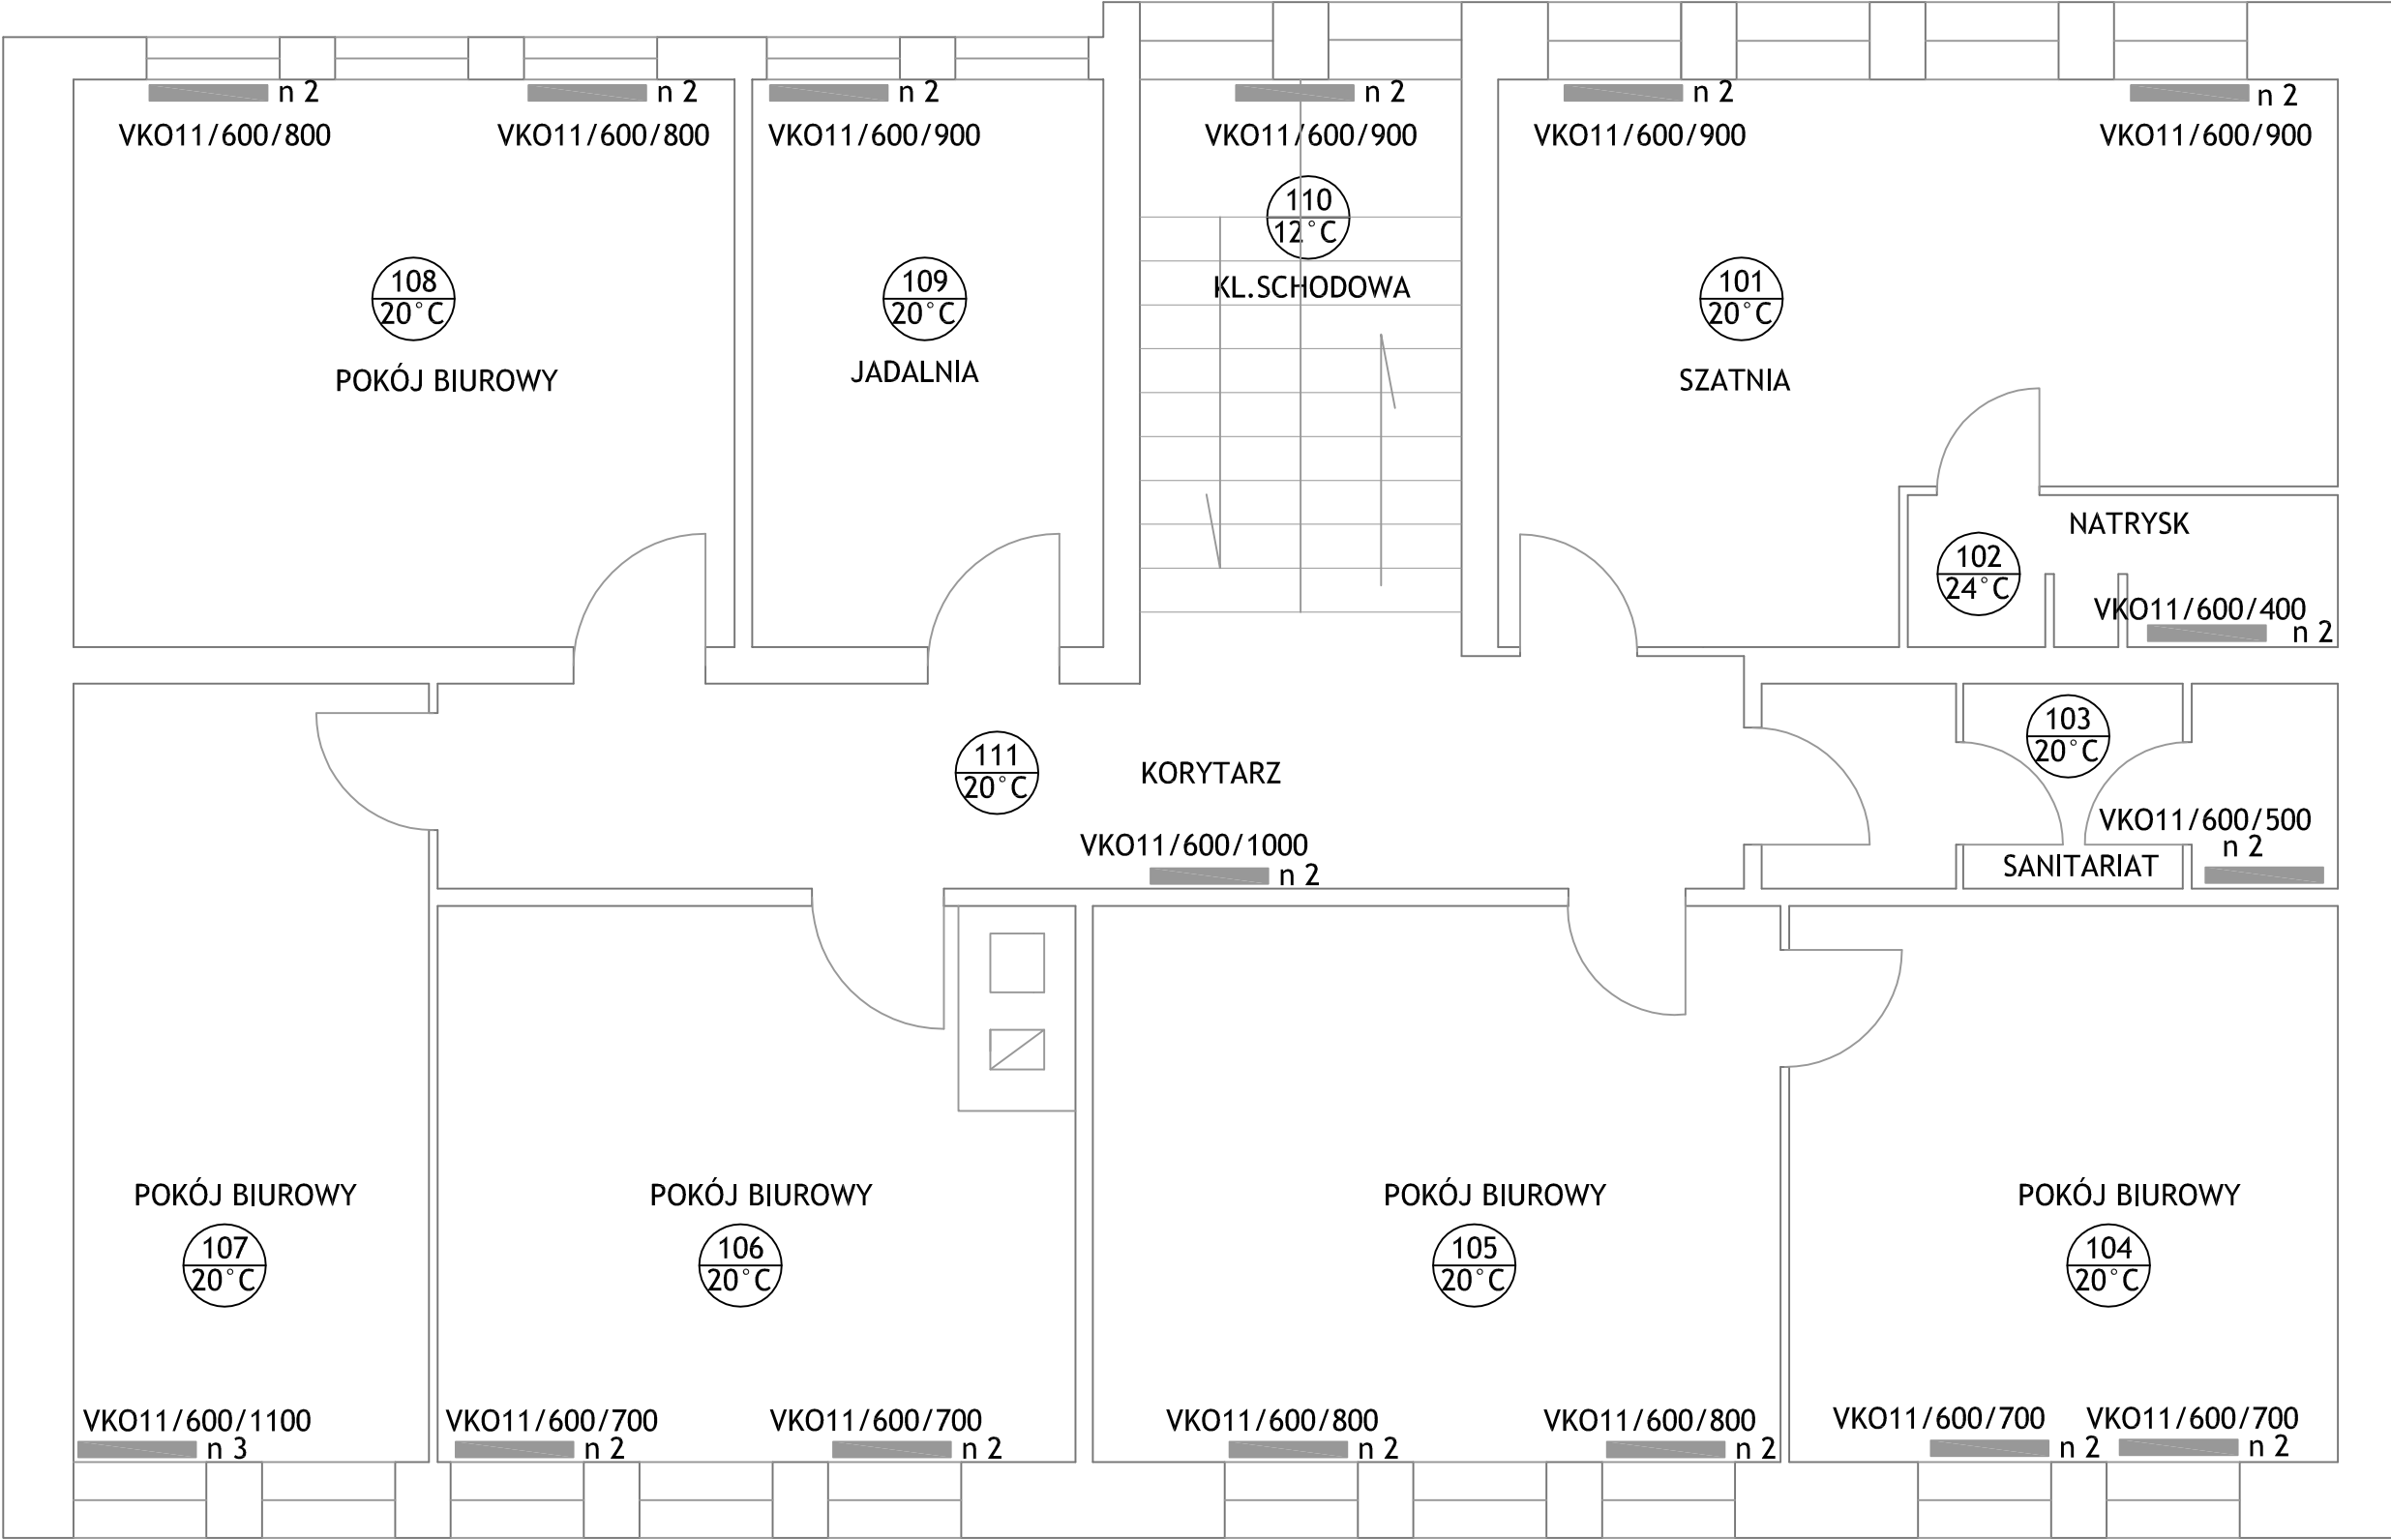 n 2
n 2
n 2
n 2
n 2
n 2
VKO11/600/800
VKO11/600/800
VKO11/600/900
VKO11/600/900
VKO11/600/900
VKO11/600/900
108
20°C
POKÓJ BIUROWY
109
20°C
JADALNIA
110
12°C
KL.SCHODOWA
101
20°C
SZATNIA
NATRYSK
102
24°C
VKO11/600/400
n 2
103
20°C
VKO11/600/500
n 2
SANITARIAT
111
20°C
KORYTARZ
VKO11/600/1000
n 2
POKÓJ BIUROWY
107
20°C
VKO11/600/1100
n 3
POKÓJ BIUROWY
106
20°C
VKO11/600/700
n 2
VKO11/600/700
n 2
POKÓJ BIUROWY
105
20°C
VKO11/600/800
n 2
VKO11/600/800
n 2
POKÓJ BIUROWY
104
20°C
VKO11/600/700
n 2
VKO11/600/700
n 2